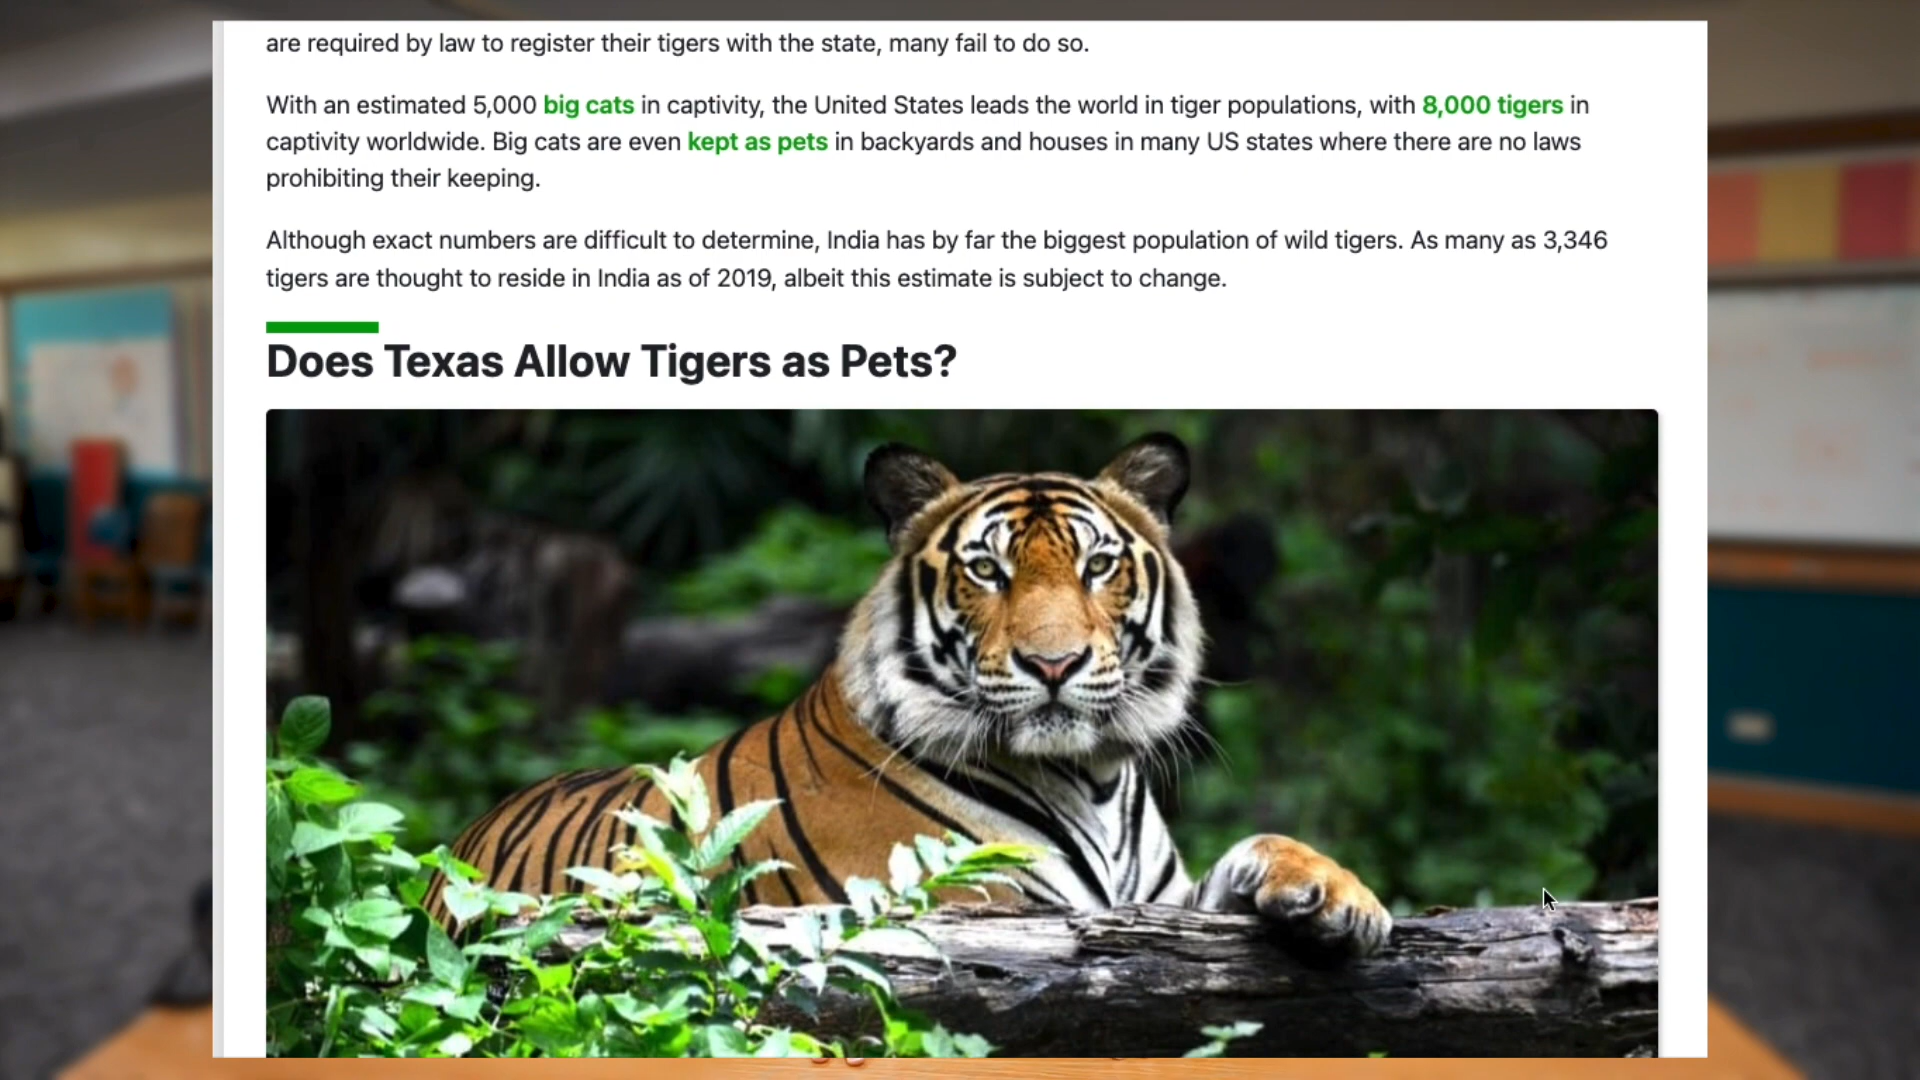 are required by law to register their tigers with the state, many fail to do so.
With an estimated 5,000 big cats in captivity, the United States leads the world in tiger populations, with 8,000 tigers in
captivity worldwide. Big cats are even kept as pets in backyards and houses in many US states where there are no laws
prohibiting their keeping.
Although exact numbers are difficult to determine, India has by far the biggest population of wild tigers. As many as 3,346
tigers are thought to reside in India as of 2019, albeit this estimate is subject to change.
Does Texas Allow Tigers as Pets?